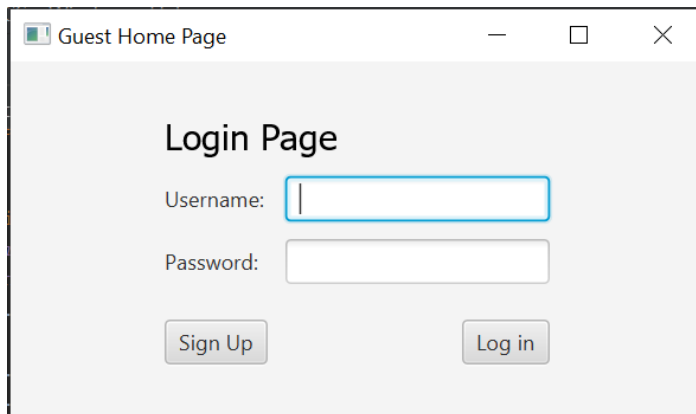 Guest Home Page
Login Page
Username:
Password:
Sign Up Log in